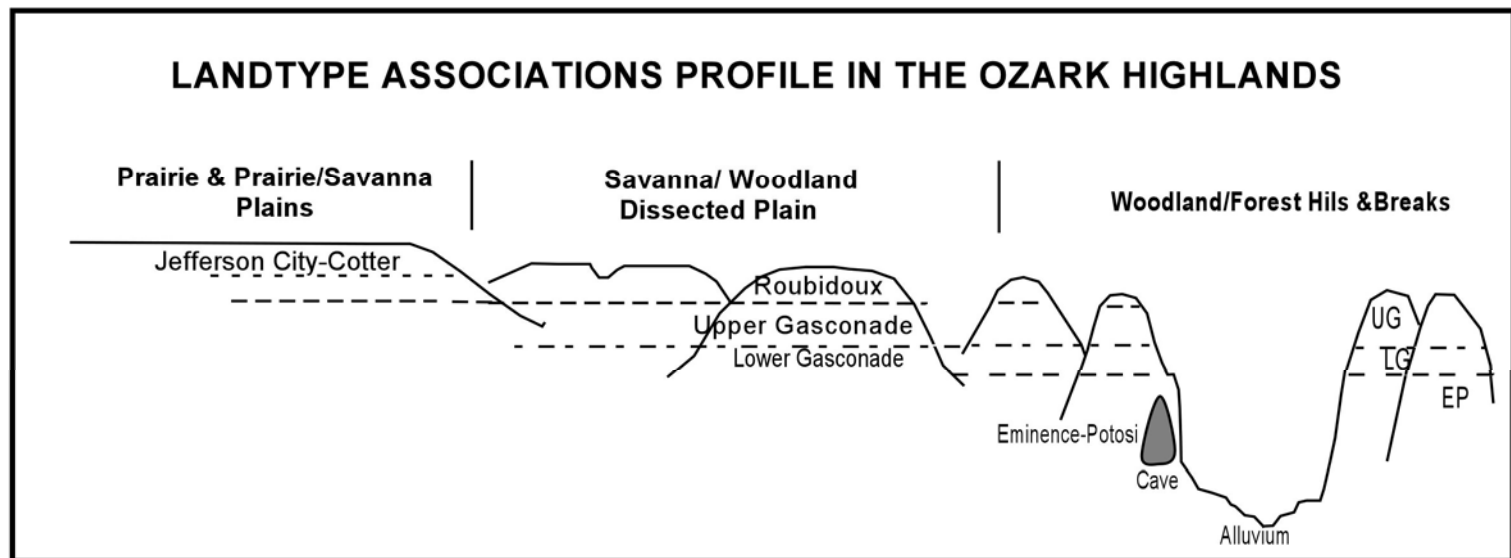 LANDTYPE ASSOCIATIONS PROFILE IN THE OZARK HIGHLANDS
Prairie & Prairie/Savanna
Plains
Savanna/ Woodland
Dissected Plain
Woodland/Forest Hils &Breaks
Jefferson City-Cotter
Roubidoux
Upper Gasconade
Lower Gasconade
Eminence-Potosi
Cave
Alluvium
UG
LG
EP